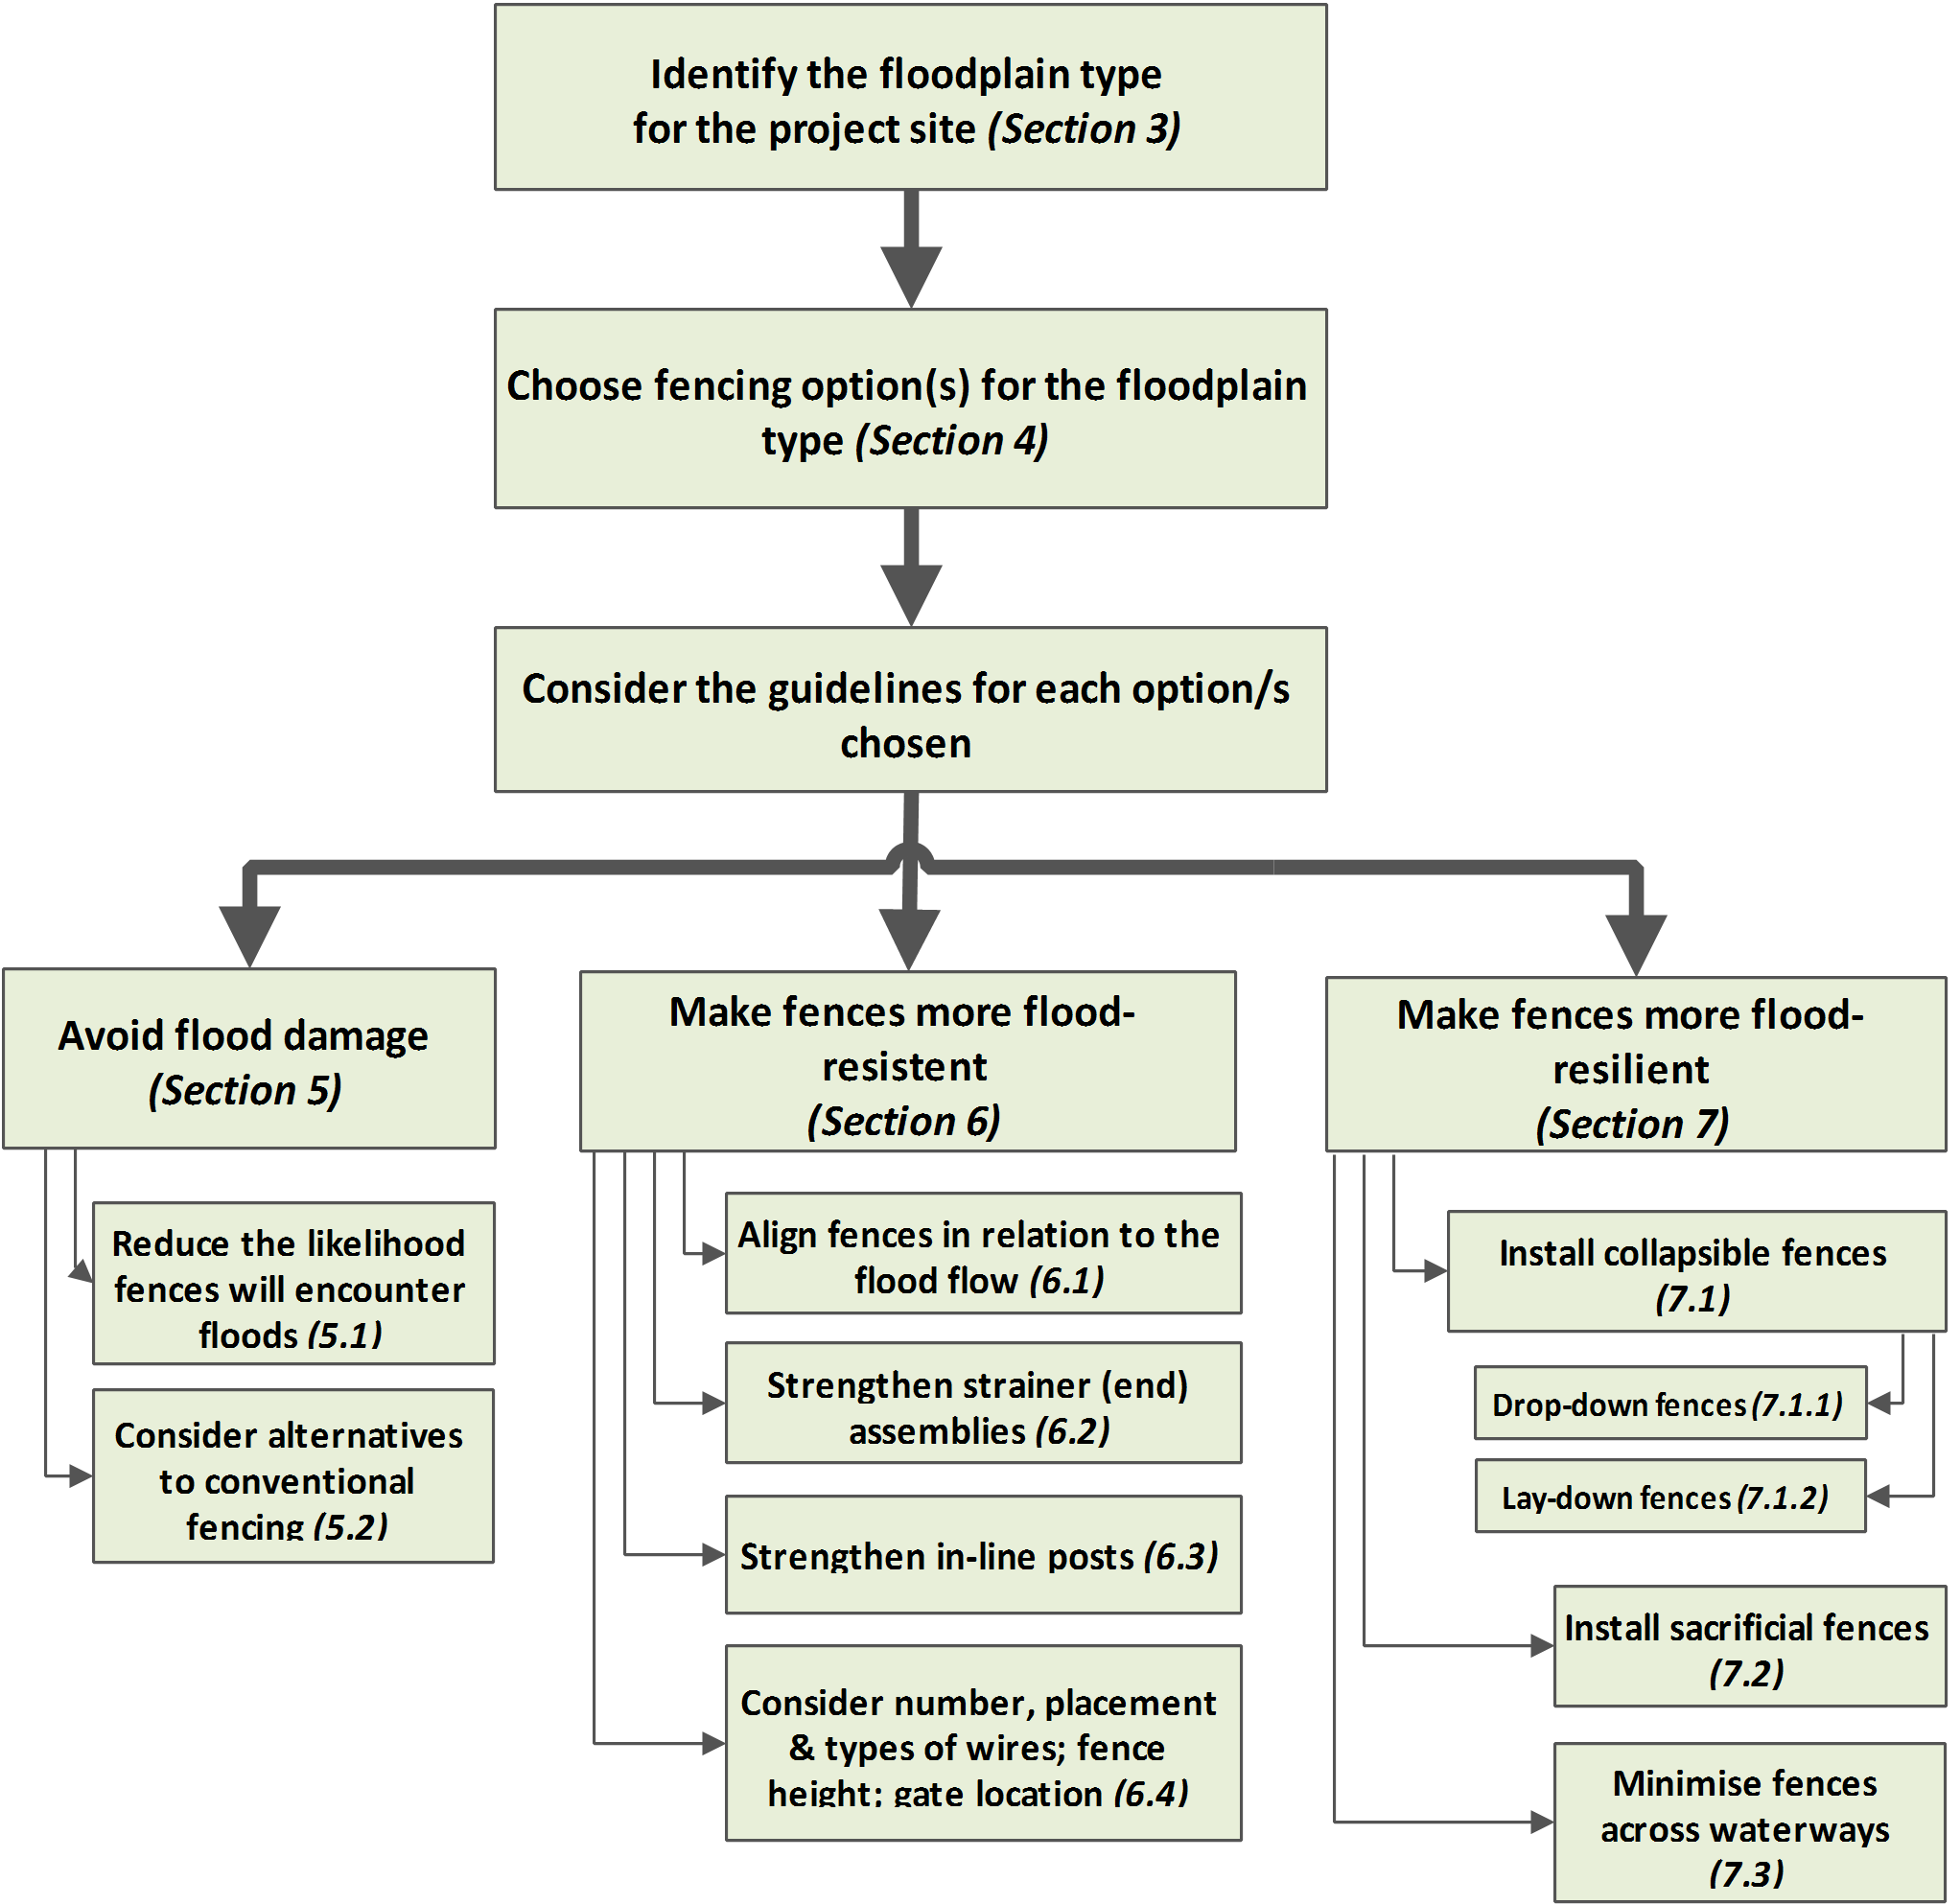 Identify the floodplain type
for the project site (Section 3)
Choose fencing option(s) for the floodplain
type (Section 4)
Consider the guidelines for each option/s
chosen
Avoid flood damage
(Section 5)
Reduce the likelihood
fences will encounter
floods (5.1)
Consider alternatives
to conventional
fencing (5.2)
Make fences more flood-
resistent
(Section 6)
Align fences in relation to the
flood flow (6.1)
Strengthen strainer (end)
assemblies (6.2)
Strengthen in-line posts (6.3)
Consider number, placement
& types of wires; fence
height; gate location (6.4)
Make fences more flood-
resilient
(Section 7)
Install collapsible fences
(7.1)
Drop-down fences (7.1.1)
Lay-down fences (7.1.2)
Install sacrificial fences
(7.2)
Minimise fences
across waterways
(7.3)